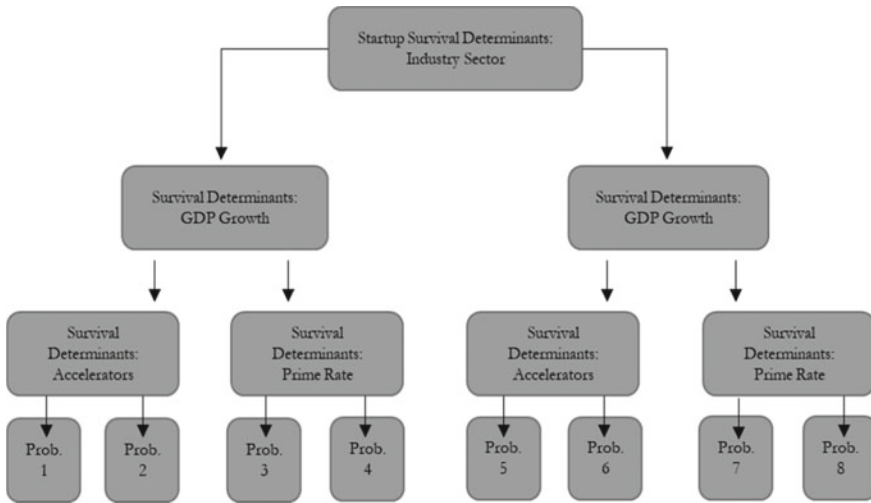 Startup Survival Determinants:
Industry Sector
Survival Determinants:
GDP Growth
Survival Determinants:
GDP Growth
Survival
Determinants:
Accelerators
Survival
Determinants:
Prime Rate
Survival
Determinants:
Accelerators
Survival
Determinants:
Prime Rate
Prob.
1
Prob.
2
Prob.
3
Prob.
4
Prob.
5
Prob.
6
Prob.
7
Prob.
8